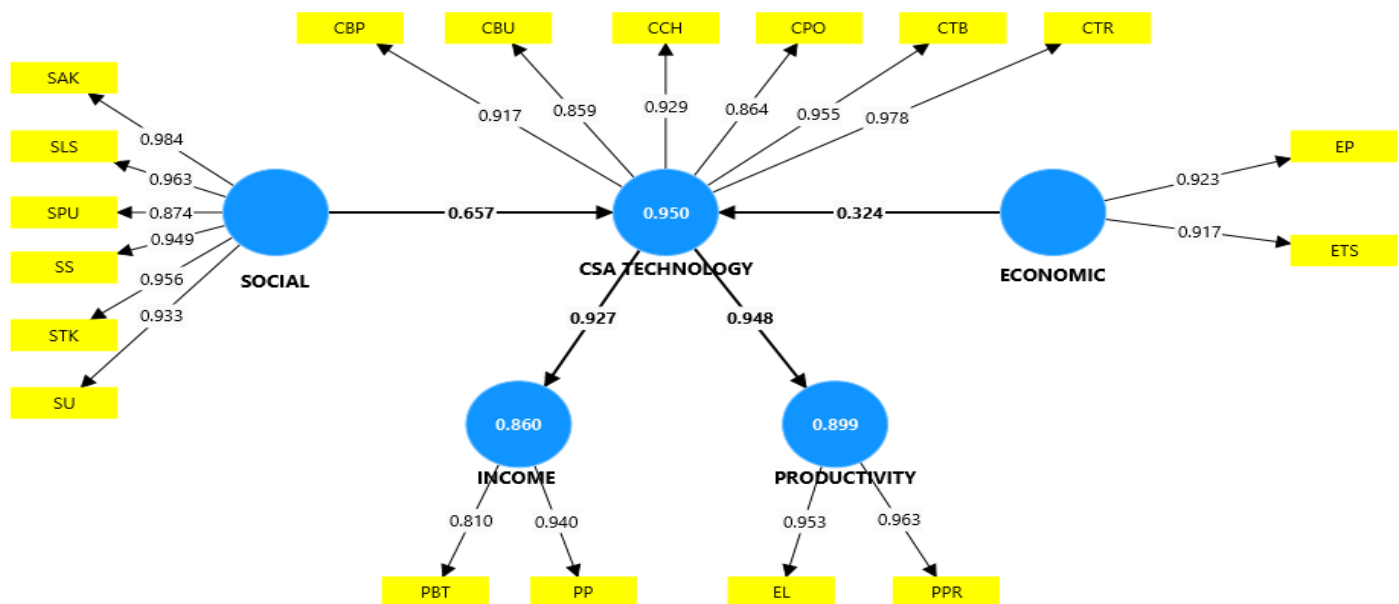 CBP
CBU
CCH
CPO
CTB
CTR
SAK
0.917
0.859
0.929
0.864
0.955
0.978
0.984
SLS
0.963
EP
0.923
SPU
0.874
0.657
0.950
0.324
0.917
SS
0.949
ETS
0.956
SOCIAL
CSA TECHNOLOGY
ECONOMIC
STK
0.933
0.927
0.948
SU
0.860
0.899
INCOME
PRODUCTIVITY
0.810
0.940
0.953
0.963
PBT
PP
EL
PPR